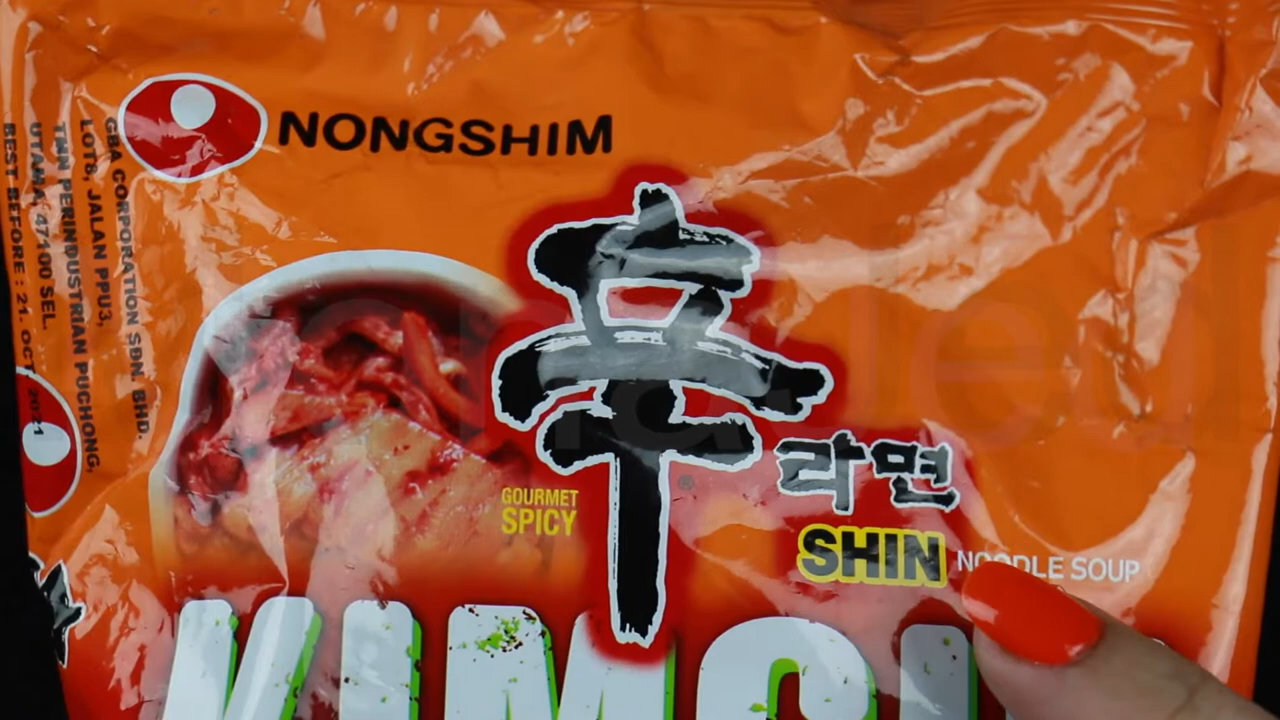 NONGSHIM
GBA CORPORATION SDN. BHD.
LOT8, JALAN PPU3,
TMN PERINDUSTRIAN PUCHONG,
UTAMA, 47100 SEL.
BEST BEFORE : 21. OCT 2021
辛
®
라면
GOURMET
SPICY
SHIN NOODLE SOUP
KIMCHI